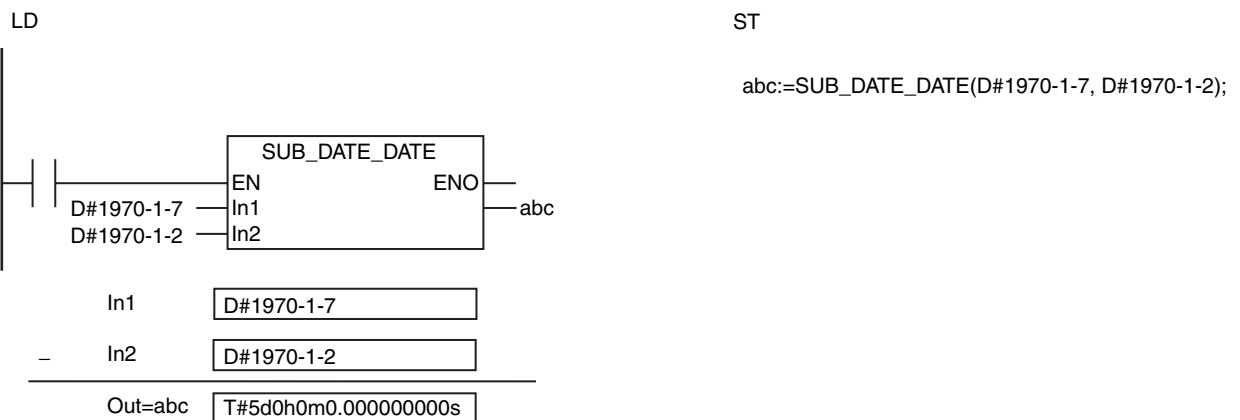 LD
ST
abc:=SUB_DATE_DATE(D#1970-1-7, D#1970-1-2);
SUB_DATE_DATE
EN ENO
D#1970-1-7 In1 abc
D#1970-1-2 In2
In1 D#1970-1-7
– In2 D#1970-1-2
Out=abc T#5d0h0m0.000000000s